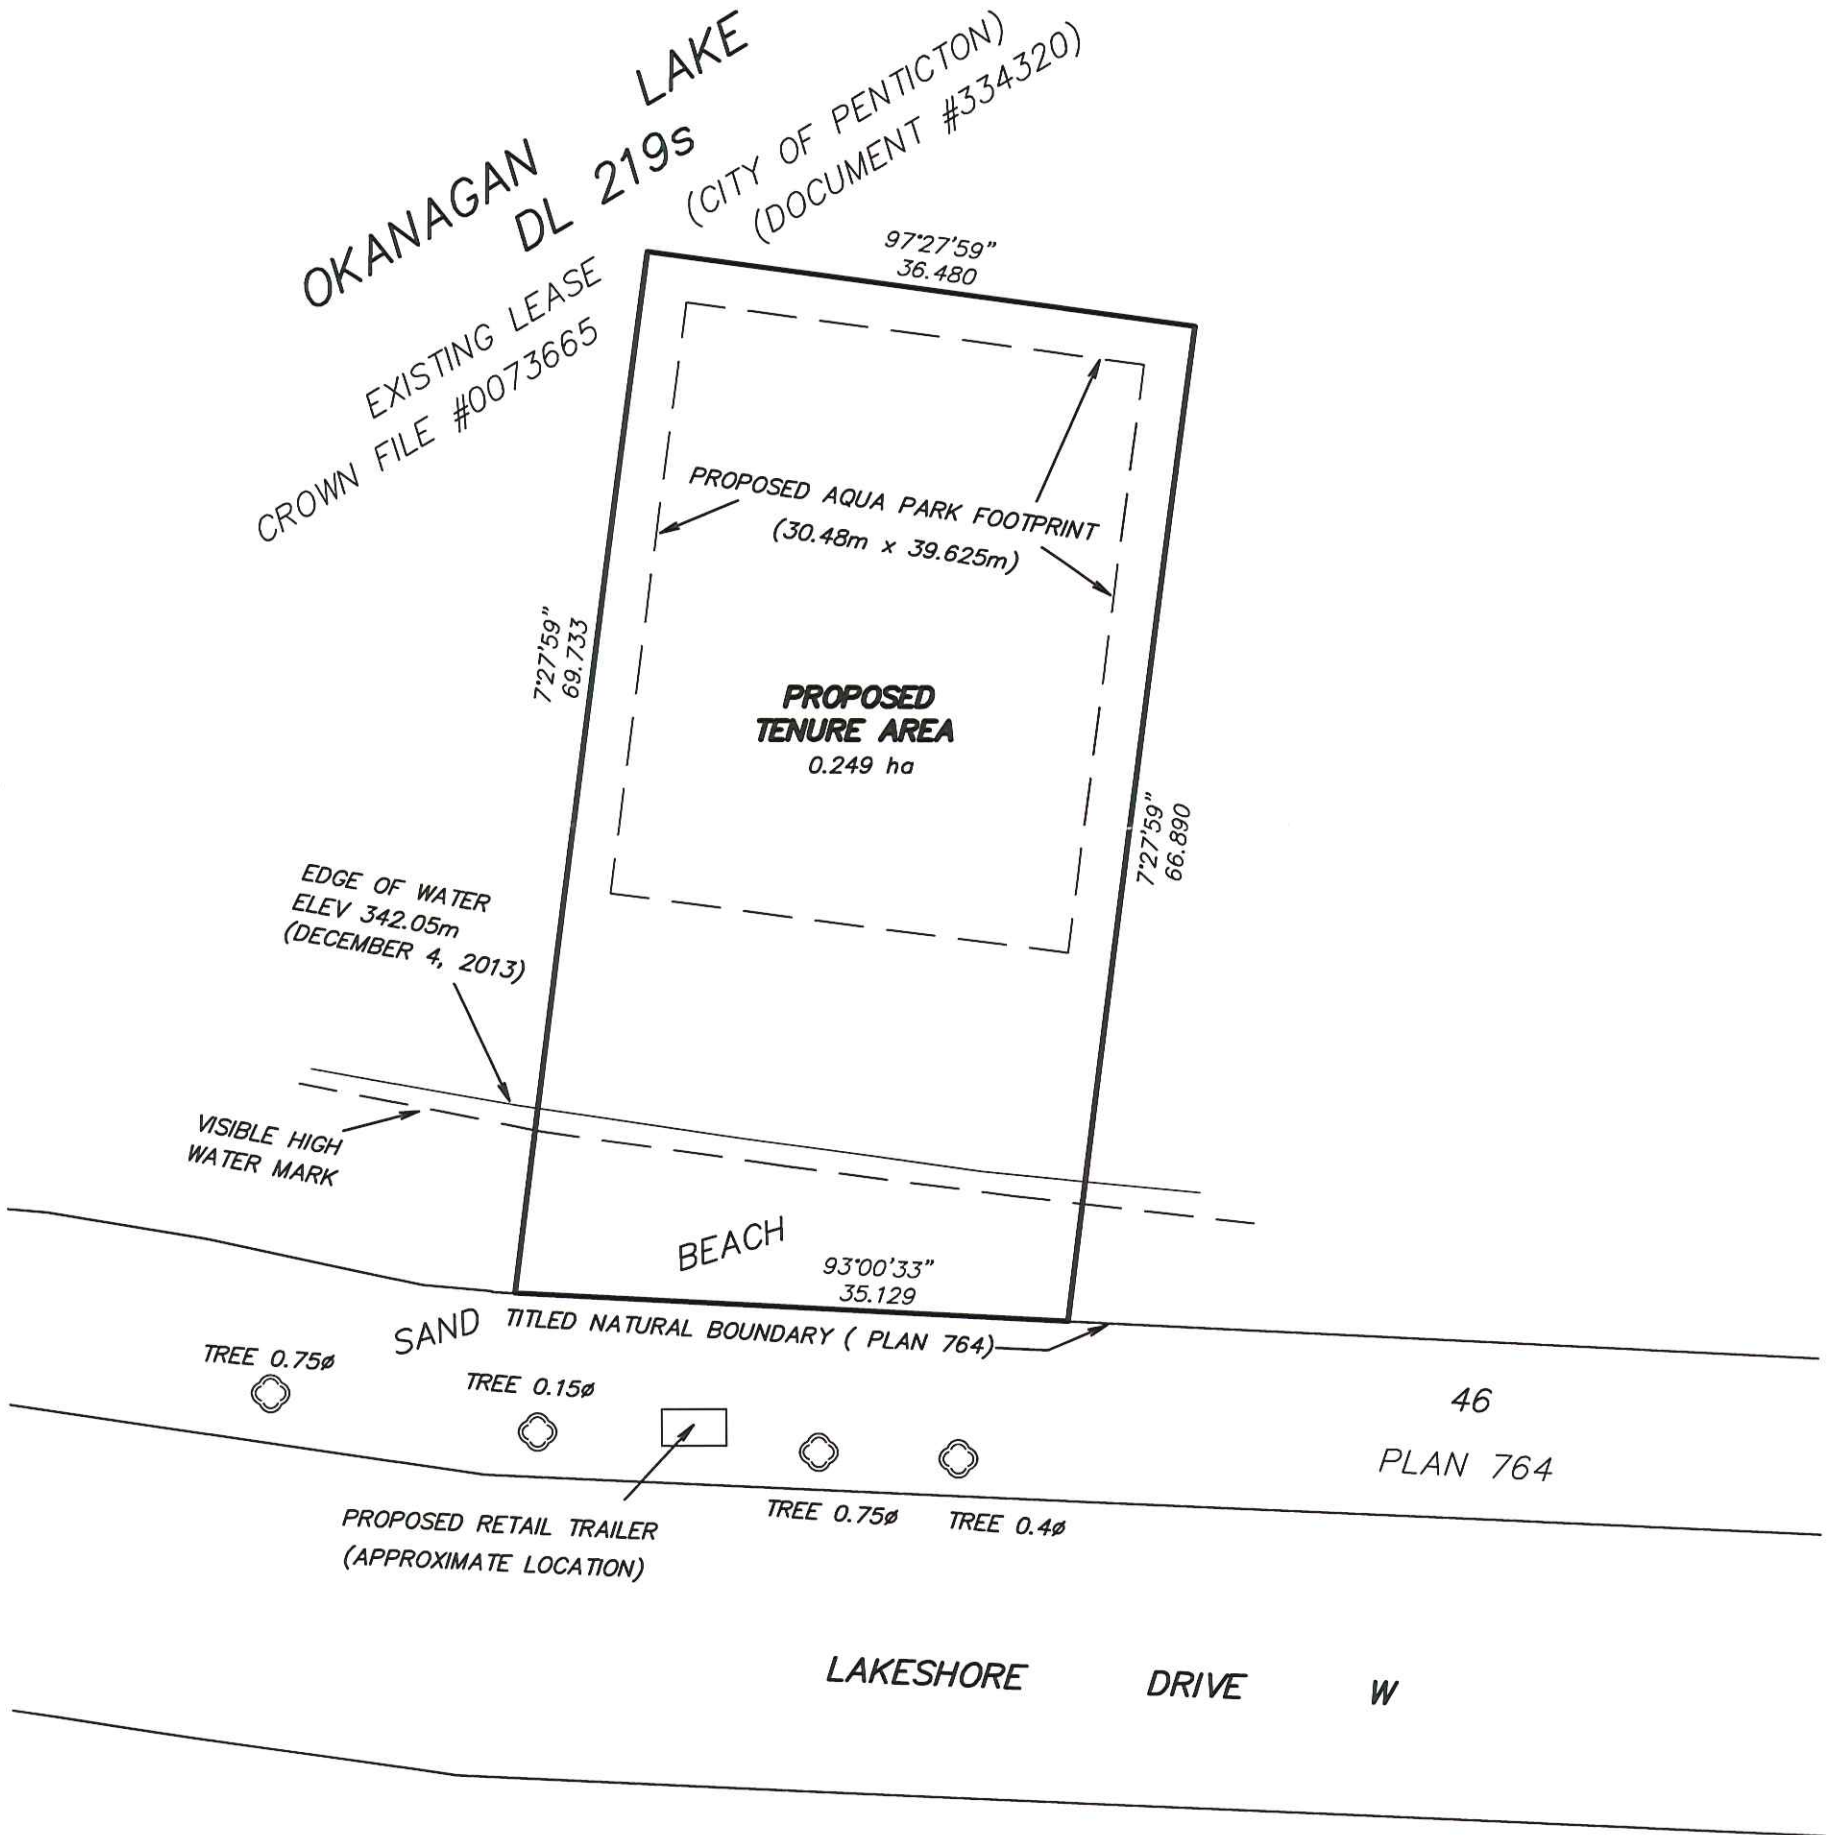 OKANAGAN LAKE
DL 219s
(CITY OF PENTICTON)
(DOCUMENT #334320)
EXISTING LEASE
CROWN FILE #0073665
97°27'59"
36.480
PROPOSED AQUA PARK FOOTPRINT
(30.48m x 39.625m)
7°27'59"
69.733
PROPOSED
TENURE AREA
0.249 ha
7°27'59"
66.890
EDGE OF WATER
ELEV 342.05m
(DECEMBER 4, 2013)
VISIBLE HIGH
WATER MARK
SAND BEACH
93°00'33"
35.129
TITLED NATURAL BOUNDARY ( PLAN 764)
TREE 0.75ø
TREE 0.15ø
46
PLAN 764
TREE 0.75ø
TREE 0.4ø
PROPOSED RETAIL TRAILER
(APPROXIMATE LOCATION)
LAKESHORE DRIVE W